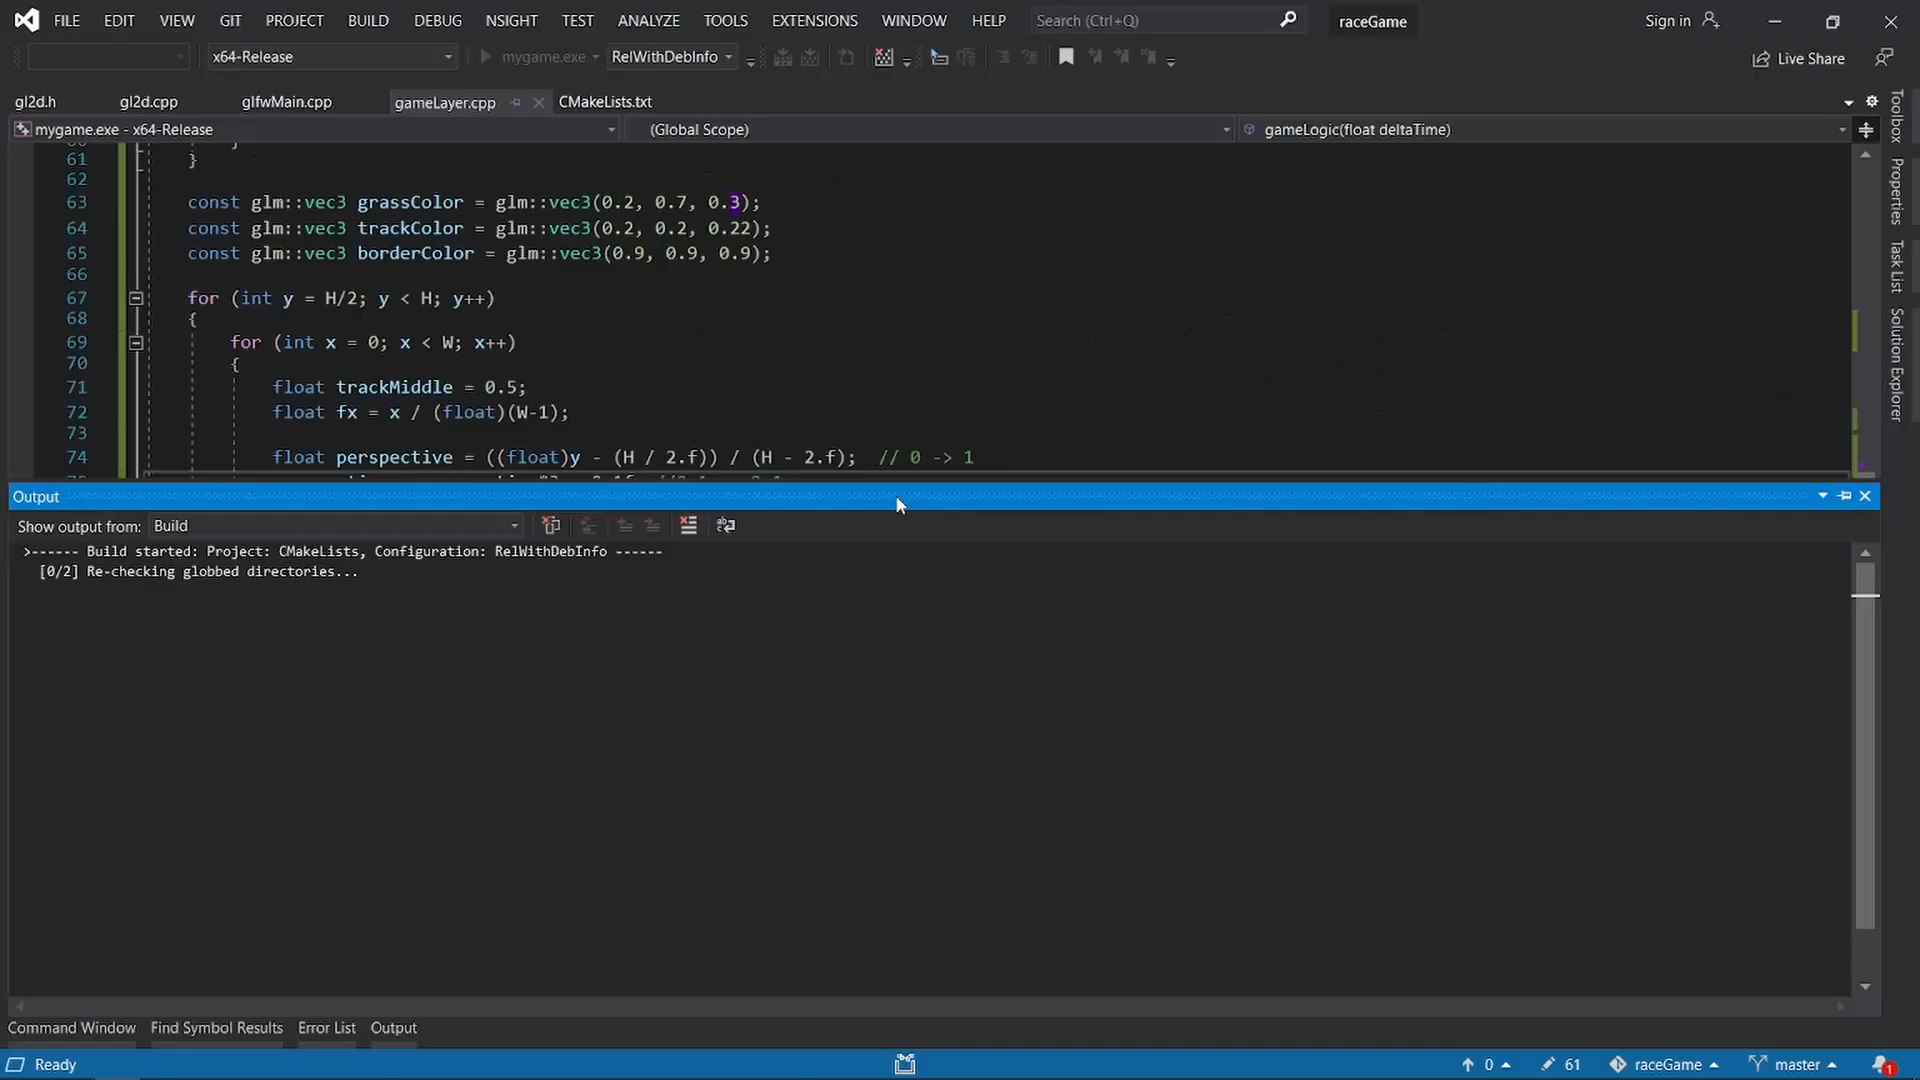 FILE EDIT VIEW GIT PROJECT BUILD DEBUG NSIGHT TEST ANALYZE TOOLS EXTENSIONS WINDOW HELP Search (Ctrl+Q) raceGame Sign in
x64-Release mygame.exe RelWithDebInfo Live Share
gl2d.h gl2d.cpp glfwMain.cpp gameLayer.cpp CMakeLists.txt
mygame.exe - x64-Release (Global Scope) gameLogic(float deltaTime)
61 }
62
63 const glm::vec3 grassColor = glm::vec3(0.2, 0.7, 0.3);
64 const glm::vec3 trackColor = glm::vec3(0.2, 0.2, 0.22);
65 const glm::vec3 borderColor = glm::vec3(0.9, 0.9, 0.9);
66
67 for (int y = H/2; y < H; y++)
68 {
69 for (int x = 0; x < W; x++)
70 {
71 float trackMiddle = 0.5;
72 float fx = x / (float)(W-1);
73
74 float perspective = ((float)y - (H / 2.f)) / (H - 2.f); // 0 -> 1
Toolbox
Properties
Task List
Solution Explorer
Output
Show output from: Build
>------ Build started: Project: CMakeLists, Configuration: RelWithDebInfo ------
[0/2] Re-checking globbed directories...
Command Window Find Symbol Results Error List Output
Ready 0 61 raceGame master 1